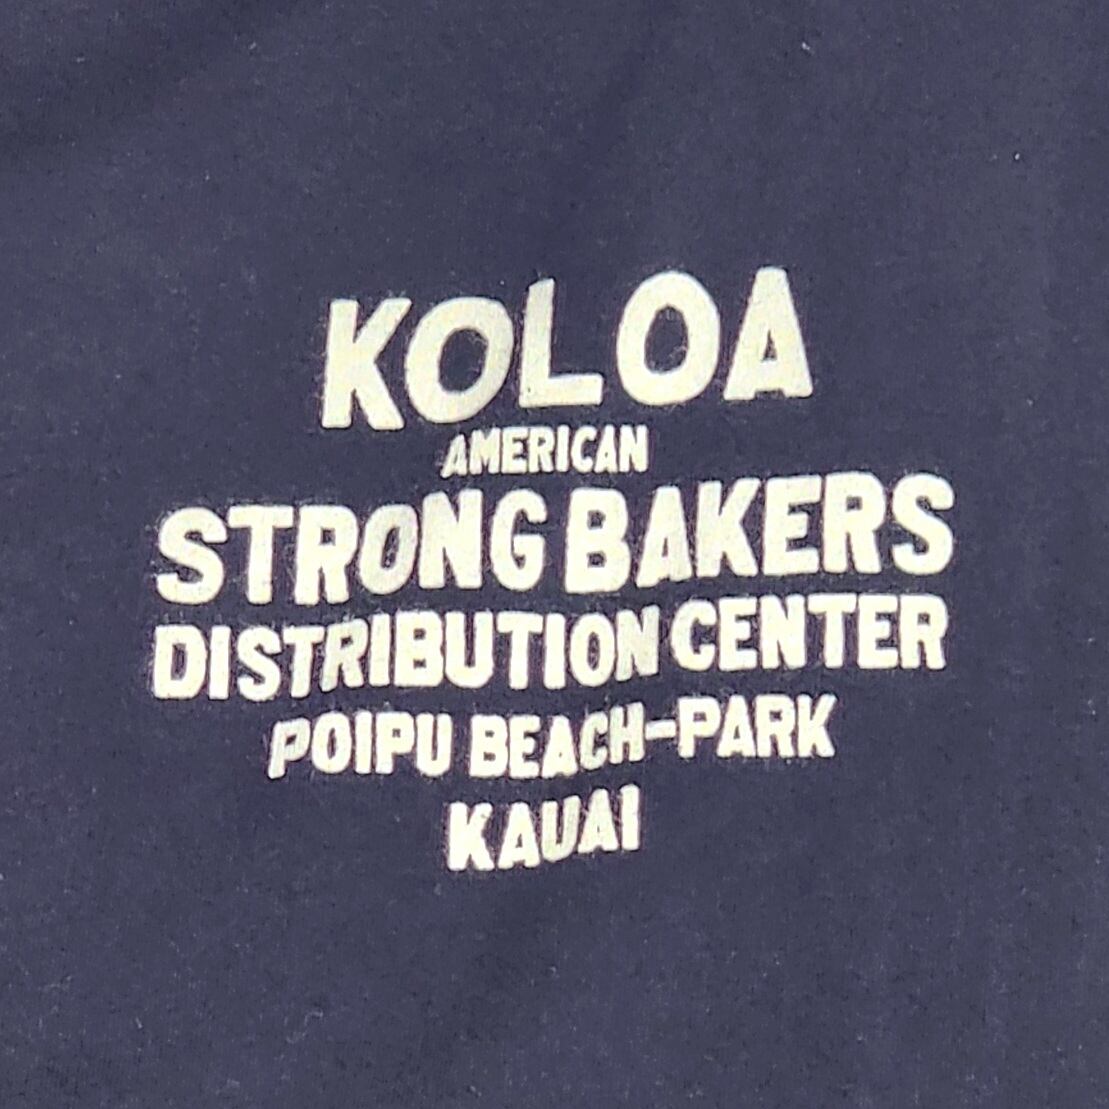 KOLOA
AMERICAN
STRONG BAKERS
DISTRIBUTION CENTER
POIPU BEACH-PARK
KAUAI